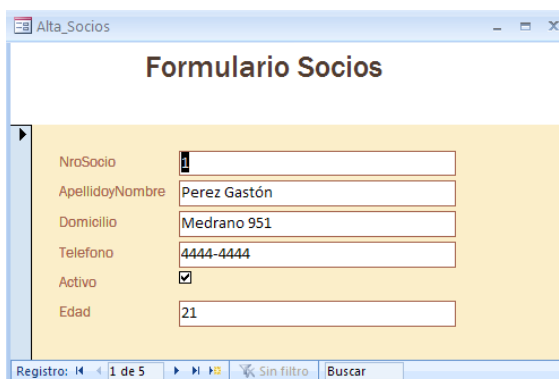 Alta_Socios
Formulario Socios
NroSocio 1
ApellidoyNombre Perez Gastón
Domicilio Medrano 951
Telefono 4444-4444
Activo
Edad 21
Registro: 1 de 5 Sin filtro Buscar